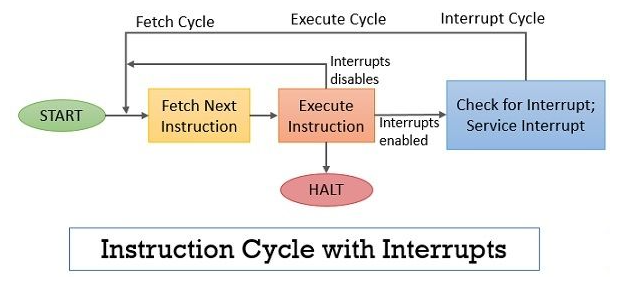 Fetch Cycle
Execute Cycle
Interrupt Cycle
Interrupts
disables
START
Fetch Next
Instruction
Execute
Instruction
Interrupts
enabled
Check for Interrupt;
Service Interrupt
HALT
Instruction Cycle with Interrupts